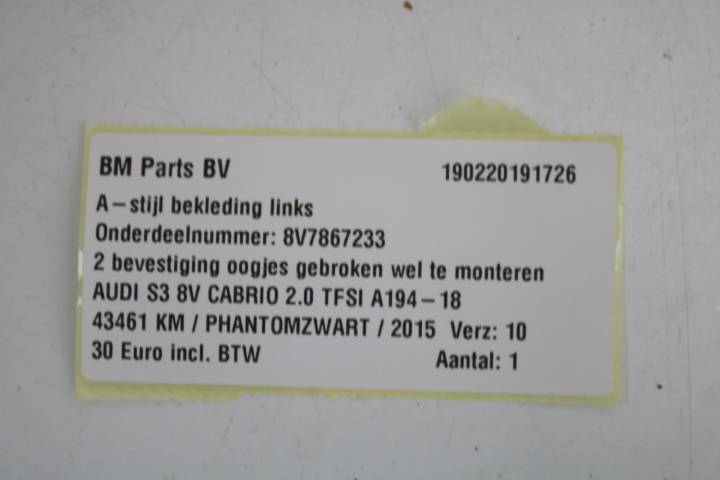 BM Parts BV 190220191726
A-stijl bekleding links
Onderdeelnummer: 8V7867233
2 bevestiging oogjes gebroken wel te monteren
AUDI S3 8V CABRIO 2.0 TFSI A194-18
43461 KM / PHANTOMZWART / 2015 Verz: 10
30 Euro incl. BTW Aantal: 1